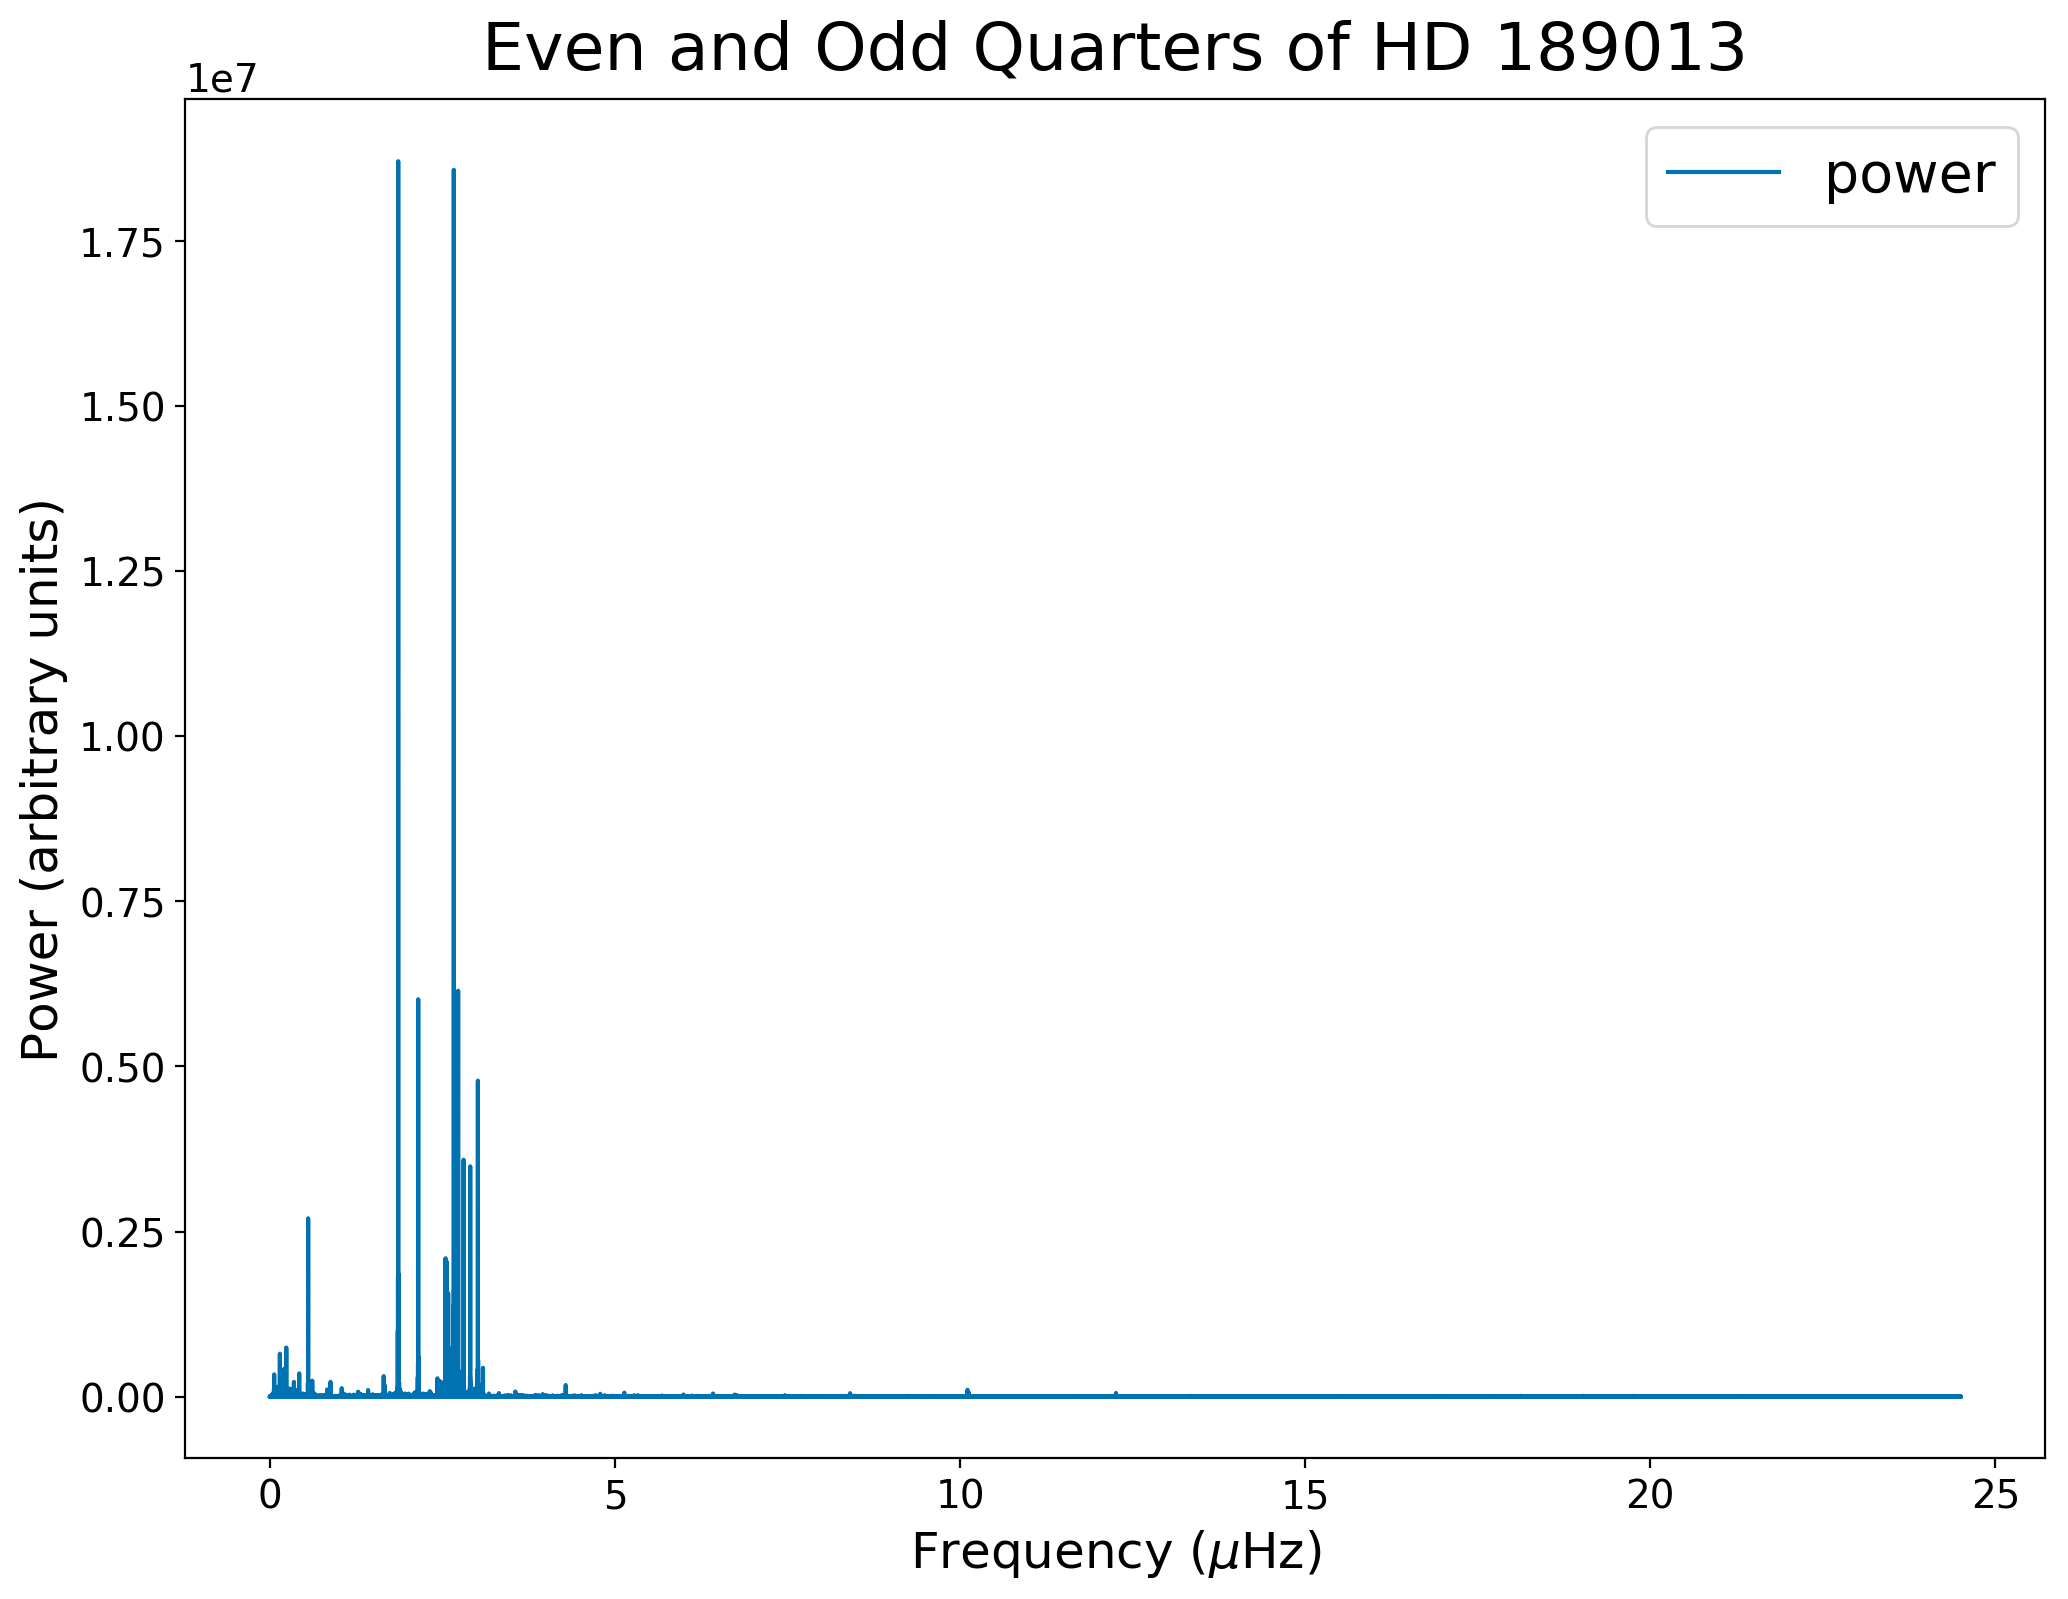 Even and Odd Quarters of HD 189013
1e7
power
1.75
1.50
1.25
1.00
0.75
0.50
0.25
0.00
Power (arbitrary units)
0 5 10 15 20 25
Frequency (μHz)